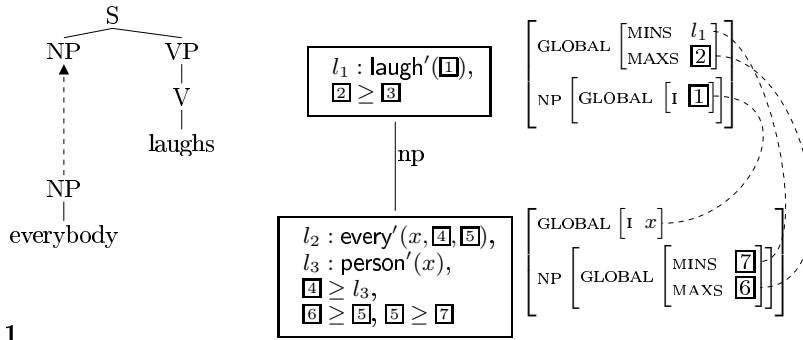 S
NP VP
V
laughs
NP
everybody
l₁ : laugh′(1),
2 ≥ 3
np
l₂ : every′(x, 4, 5),
l₃ : person′(x),
4 ≥ l₃,
6 ≥ 5, 5 ≥ 7
GLOBAL [MINS l₁
MAXS 2]
NP [GLOBAL [I 1]]
GLOBAL [I x]
NP [GLOBAL [MINS 7
MAXS 6]]
1